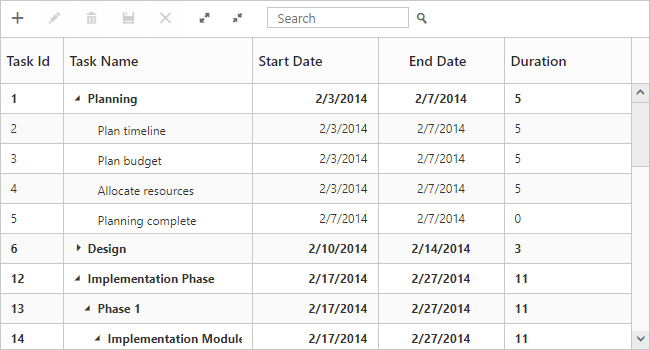 Search
Task Id Task Name Start Date End Date Duration
1 Planning 2/3/2014 2/7/2014 5
2 Plan timeline 2/3/2014 2/7/2014 5
3 Plan budget 2/3/2014 2/7/2014 5
4 Allocate resources 2/3/2014 2/7/2014 5
5 Planning complete 2/7/2014 2/7/2014 0
6 Design 2/10/2014 2/14/2014 3
12 Implementation Phase 2/17/2014 2/27/2014 11
13 Phase 1 2/17/2014 2/27/2014 11
14 Implementation Module 2/17/2014 2/27/2014 11